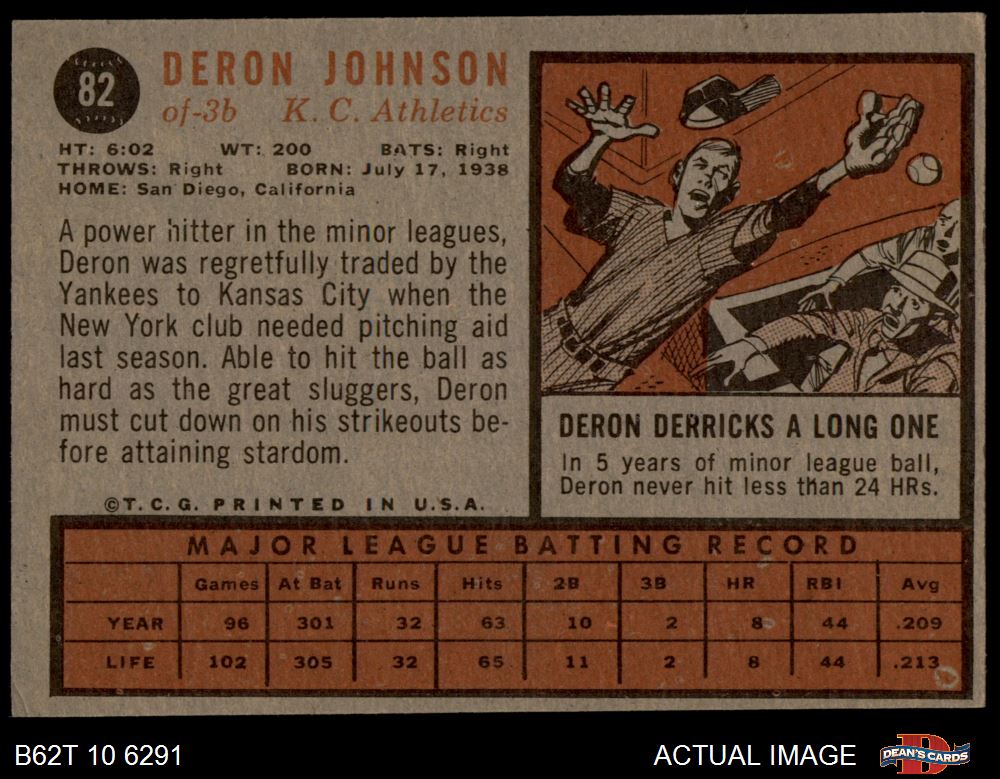 82
DERON JOHNSON
of-3b K. C. Athletics
HT: 6:02 WT: 200 BATS: Right
THROWS: Right BORN: July 17, 1938
HOME: San Diego, California
A power hitter in the minor leagues,
Deron was regretfully traded by the
Yankees to Kansas City when the
New York club needed pitching aid
last season. Able to hit the ball as
hard as the great sluggers, Deron
must cut down on his strikeouts be-
fore attaining stardom.
©T.C.G. PRINTED IN U.S.A.
DERON DERRICKS A LONG ONE
In 5 years of minor league ball,
Deron never hit less than 24 HRs.
MAJOR LEAGUE BATTING RECORD
Games At Bat Runs Hits 2B 3B HR RBI Avg
YEAR 96 301 32 63 10 2 8 44 .209
LIFE 102 305 32 65 11 2 8 44 .213
B62T 10 6291
ACTUAL IMAGE
D
DEAN'S CARDS